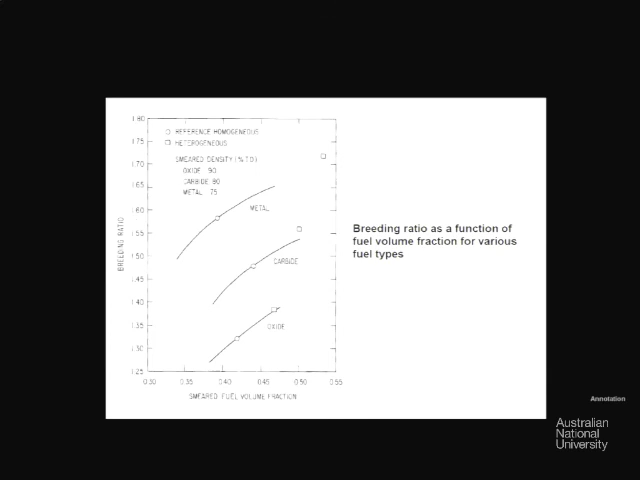 1.80
1.75
1.70
1.65
1.60
1.55
1.50
1.45
1.40
1.35
1.30
1.25
BREEDING RATIO
REFERENCE HOMOGENEOUS
HETEROGENEOUS
SMEARED DENSITY (% TD)
OXIDE 90
CARBIDE 80
METAL 75
METAL
CARBIDE
OXIDE
0.30 0.35 0.40 0.45 0.50 0.55
SMEARED FUEL VOLUME FRACTION
Breeding ratio as a function of
fuel volume fraction for various
fuel types
Annotation
Australian
National
University